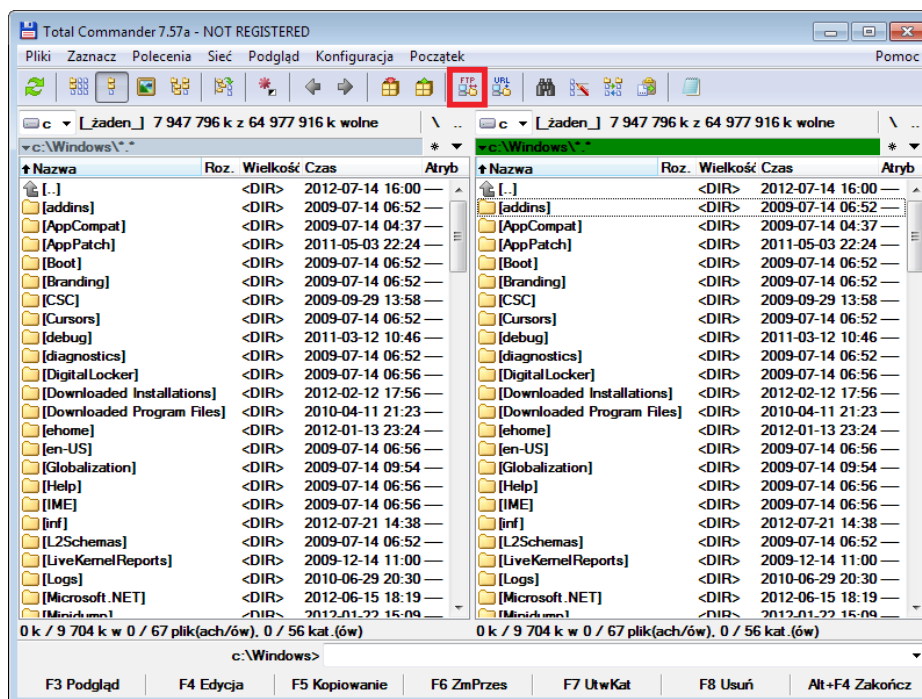 Total Commander 7.57a - NOT REGISTERED
Pliki Zaznacz Polecenia Sieć Podgląd Konfiguracja Początek Pomoc
FTP URL
c [_żaden_] 7 947 796 k z 64 977 916 k wolne \ .. c [_żaden_] 7 947 796 k z 64 977 916 k wolne \ ..
c:\Windows\*.* * c:\Windows\*.* *
Nazwa Roz. Wielkość Czas Atryb Nazwa Roz. Wielkość Czas Atryb
[..] <DIR> 2012-07-14 16:00 — [..] <DIR> 2012-07-14 16:00 —
[addins] <DIR> 2009-07-14 06:52 — [addins] <DIR> 2009-07-14 06:52 —
[AppCompat] <DIR> 2009-07-14 04:37 — [AppCompat] <DIR> 2009-07-14 04:37 —
[AppPatch] <DIR> 2011-05-03 22:24 — [AppPatch] <DIR> 2011-05-03 22:24 —
[Boot] <DIR> 2009-07-14 06:52 — [Boot] <DIR> 2009-07-14 06:52 —
[Branding] <DIR> 2009-07-14 06:52 — [Branding] <DIR> 2009-07-14 06:52 —
[CSC] <DIR> 2009-09-29 13:58 — [CSC] <DIR> 2009-09-29 13:58 —
[Cursors] <DIR> 2009-07-14 06:52 — [Cursors] <DIR> 2009-07-14 06:52 —
[debug] <DIR> 2011-03-12 10:46 — [debug] <DIR> 2011-03-12 10:46 —
[diagnostics] <DIR> 2009-07-14 06:52 — [diagnostics] <DIR> 2009-07-14 06:52 —
[DigitalLocker] <DIR> 2009-07-14 06:56 — [DigitalLocker] <DIR> 2009-07-14 06:56 —
[Downloaded Installations] <DIR> 2012-02-12 17:56 — [Downloaded Installations] <DIR> 2012-02-12 17:56 —
[Downloaded Program Files] <DIR> 2010-04-11 21:23 — [Downloaded Program Files] <DIR> 2010-04-11 21:23 —
[ehome] <DIR> 2012-01-13 23:24 — [ehome] <DIR> 2012-01-13 23:24 —
[en-US] <DIR> 2009-07-14 06:56 — [en-US] <DIR> 2009-07-14 06:56 —
[Globalization] <DIR> 2009-07-14 09:54 — [Globalization] <DIR> 2009-07-14 09:54 —
[Help] <DIR> 2009-07-14 06:56 — [Help] <DIR> 2009-07-14 06:56 —
[IME] <DIR> 2009-07-14 06:56 — [IME] <DIR> 2009-07-14 06:56 —
[inf] <DIR> 2012-07-21 14:38 — [inf] <DIR> 2012-07-21 14:38 —
[L2Schemas] <DIR> 2009-07-14 06:52 — [L2Schemas] <DIR> 2009-07-14 06:52 —
[LiveKernelReports] <DIR> 2009-12-14 11:00 — [LiveKernelReports] <DIR> 2009-12-14 11:00 —
[Logs] <DIR> 2010-06-29 20:30 — [Logs] <DIR> 2010-06-29 20:30 —
[Microsoft.NET] <DIR> 2012-06-15 18:19 — [Microsoft.NET] <DIR> 2012-06-15 18:19 —
[Minidump] <DIR> 2012-01-22 15:09 — [Minidump] <DIR> 2012-01-22 15:09 —
0 k / 9 704 k w 0 / 67 plik(ach/ów), 0 / 56 kat.(ów) 0 k / 9 704 k w 0 / 67 plik(ach/ów), 0 / 56 kat.(ów)
c:\Windows>
F3 Podgląd F4 Edycja F5 Kopiowanie F6 ZmPrzes F7 UtwKat F8 Usuń Alt+F4 Zakończ